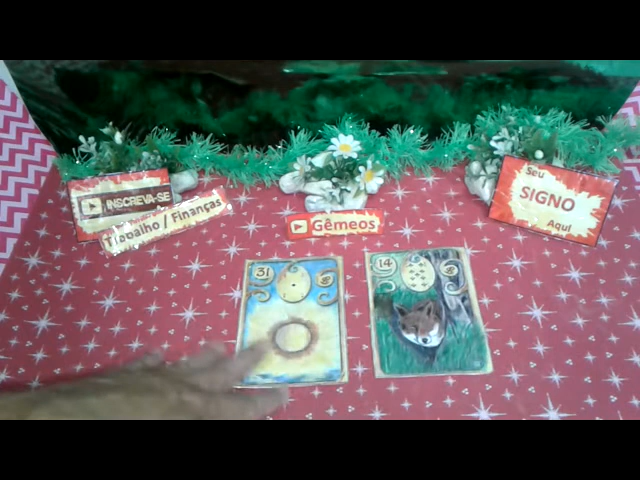 INSCREVA-SE
Trabalho / Finanças
Gêmeos
Seu
SIGNO
Aqui
31
14